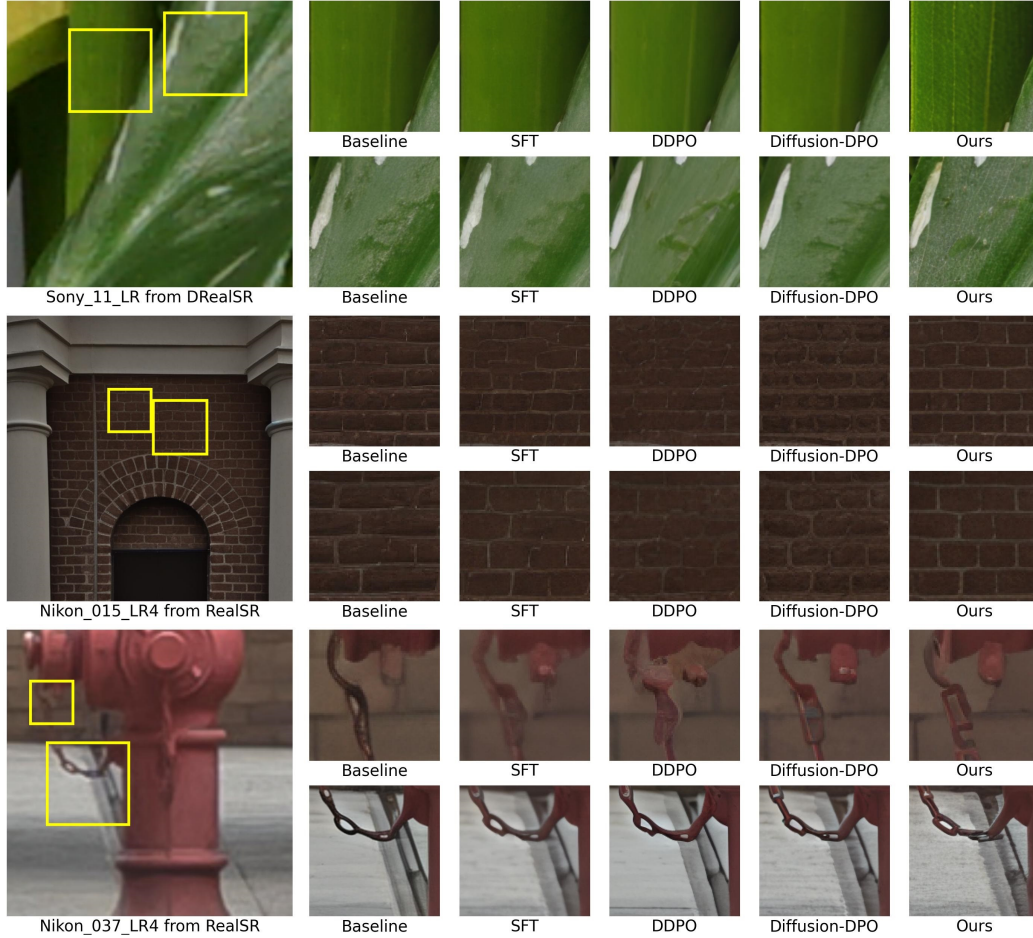 Baseline SFT DDPO Diffusion-DPO Ours
Baseline SFT DDPO Diffusion-DPO Ours
Sony_11_LR from DRealSR
Baseline SFT DDPO Diffusion-DPO Ours
Baseline SFT DDPO Diffusion-DPO Ours
Nikon_015_LR4 from RealSR
Baseline SFT DDPO Diffusion-DPO Ours
Baseline SFT DDPO Diffusion-DPO Ours
Nikon_037_LR4 from RealSR